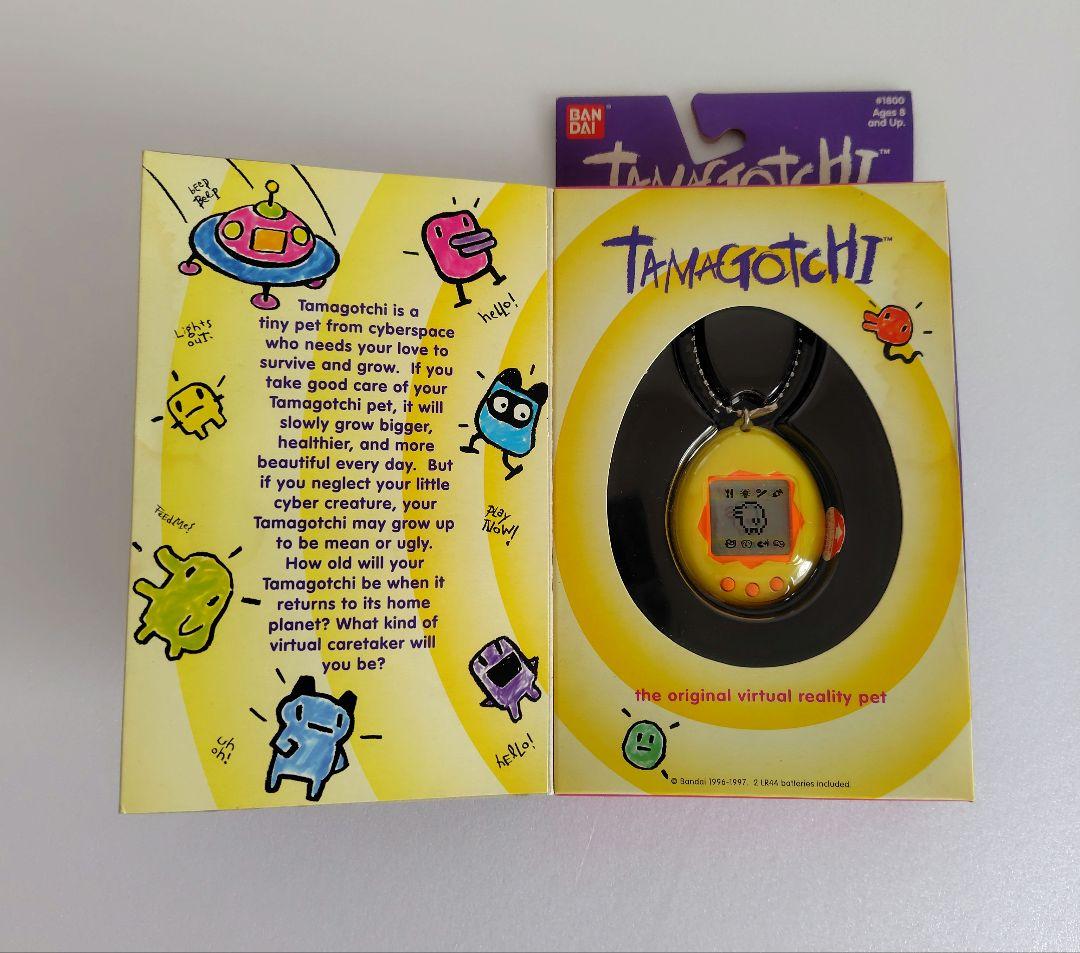 BAN
DAI
#1800
Ages 8
and Up.
TAMAGOTCHI™
beep
Beep
Lights
out!
FeedMe!
uh
oh!
hello!
Play
Now!
hello!
Tamagotchi is a
tiny pet from cyberspace
who needs your love to
survive and grow. If you
take good care of your
Tamagotchi pet, it will
slowly grow bigger,
healthier, and more
beautiful every day. But
if you neglect your little
cyber creature, your
Tamagotchi may grow up
to be mean or ugly.
How old will your
Tamagotchi be when it
returns to its home
planet? What kind of
virtual caretaker will
you be?
TAMAGOTCHI™
the original virtual reality pet
© Bandai 1996-1997. 2 LR44 batteries included.